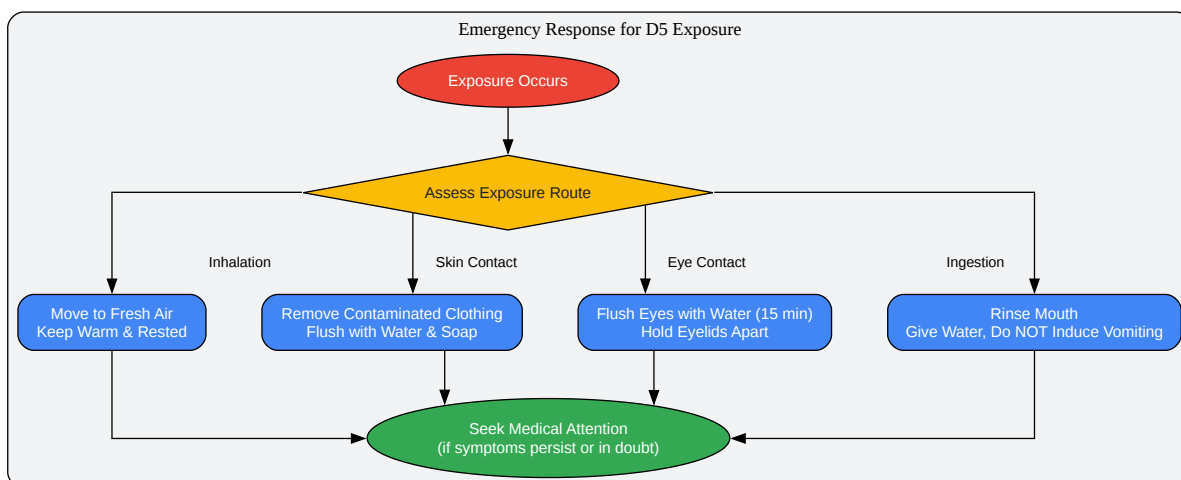 Emergency Response for D5 Exposure
Exposure Occurs
Assess Exposure Route
Inhalation
Skin Contact
Eye Contact
Ingestion
Move to Fresh Air
Keep Warm & Rested
Remove Contaminated Clothing
Flush with Water & Soap
Flush Eyes with Water (15 min)
Hold Eyelids Apart
Rinse Mouth
Give Water, Do NOT Induce Vomiting
Seek Medical Attention
(if symptoms persist or in doubt)